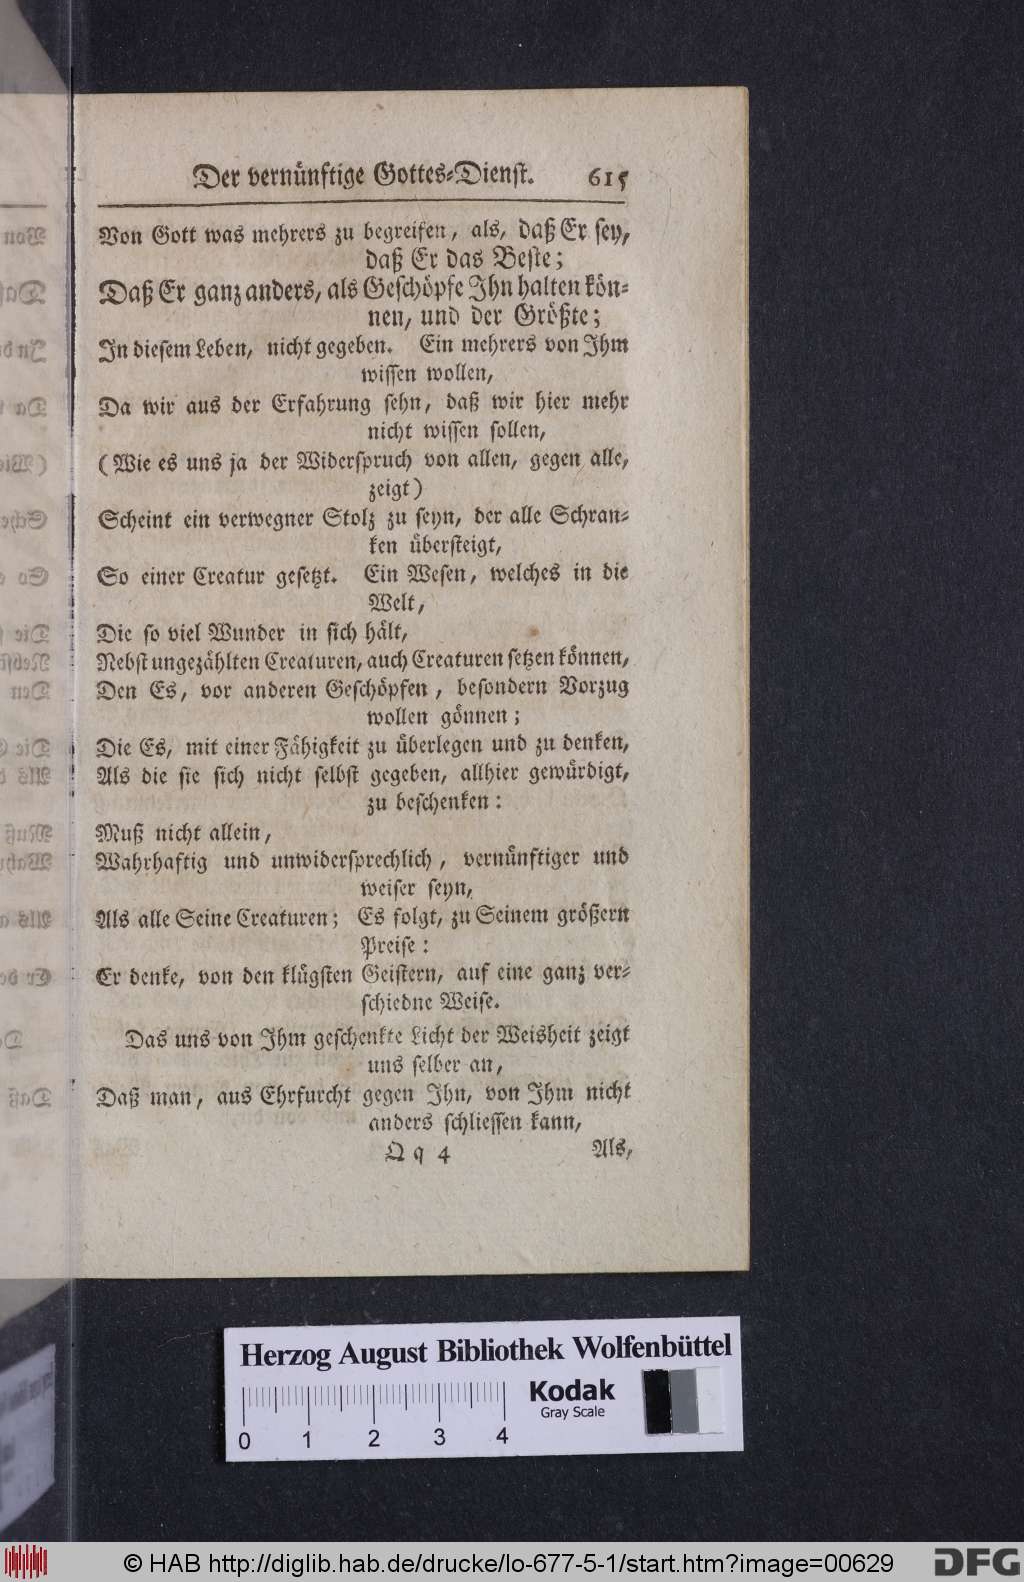 Der vernünftige Gottes-Dienst. 615
Von Gott was mehrers zu begreifen, als, daß Er sey,
daß Er das Beste;
Daß Er ganz anders, als Geschöpfe Ihn halten kön-
nen, und der Größte;
In diesem Leben, nicht gegeben. Ein mehrers von Ihm
wissen wollen,
Da wir aus der Erfahrung sehn, daß wir hier mehr
nicht wissen sollen,
(Wie es uns ja der Widerspruch von allen, gegen alle,
zeigt)
Scheint ein verwegner Stolz zu seyn, der alle Schran-
ken übersteigt,
So einer Creatur gesetzt. Ein Wesen, welches in die
Welt,
Die so viel Wunder in sich hält,
Nebst ungezählten Creaturen, auch Creaturen setzen können,
Den Es, vor anderen Geschöpfen, besondern Vorzug
wollen gönnen;
Die Es, mit einer Fähigkeit zu überlegen und zu denken,
Als die sie sich nicht selbst gegeben, allhier gewürdigt,
zu beschenken:
Muß nicht allein,
Wahrhaftig und unwidersprechlich, vernünftiger und
weiser seyn,
Als alle Seine Creaturen; Es folgt, zu Seinem größern
Preise:
Er denke, von den klügsten Geistern, auf eine ganz ver-
schiedne Weise.
Das uns von Ihm geschenkte Licht der Weisheit zeigt
uns selber an,
Daß man, aus Ehrfurcht gegen Ihn, von Ihm nicht
anders schliessen kann,
Q q 4 Als,
Herzog August Bibliothek Wolfenbüttel
Kodak
Gray Scale
0 1 2 3 4
© HAB http://diglib.hab.de/drucke/lo-677-5-1/start.htm?image=00629
DFG